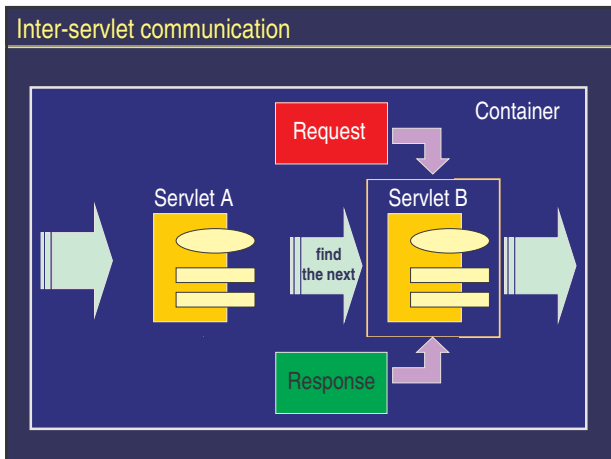 Inter-servlet communication
Container
Request
Servlet A
Servlet B
find
the next
Response